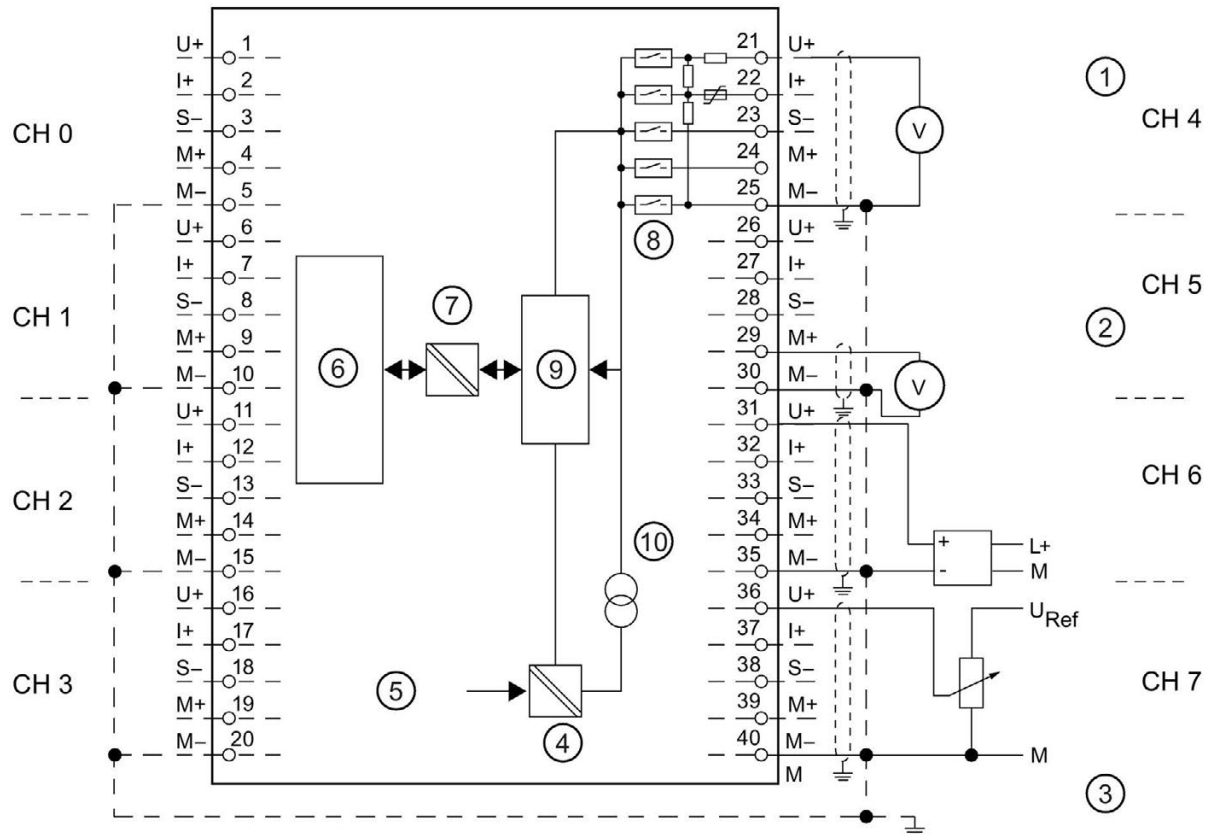 CH 0
U+ 1
I+ 2
S– 3
M+ 4
M– 5
CH 1
U+ 6
I+ 7
S– 8
M+ 9
M– 10
CH 2
U+ 11
I+ 12
S– 13
M+ 14
M– 15
CH 3
U+ 16
I+ 17
S– 18
M+ 19
M– 20
6
7
9
8
10
5
4
21 U+
22 I+
23 S–
24 M+
25 M–
V
1
CH 4
26 U+
27 I+
28 S–
29 M+
30 M–
V
CH 5
2
31 U+
32 I+
33 S–
34 M+
35 M–
CH 6
+ L+
- M
36 U+
37 I+
38 S–
39 M+
40 M–
M
URef
CH 7
M
3